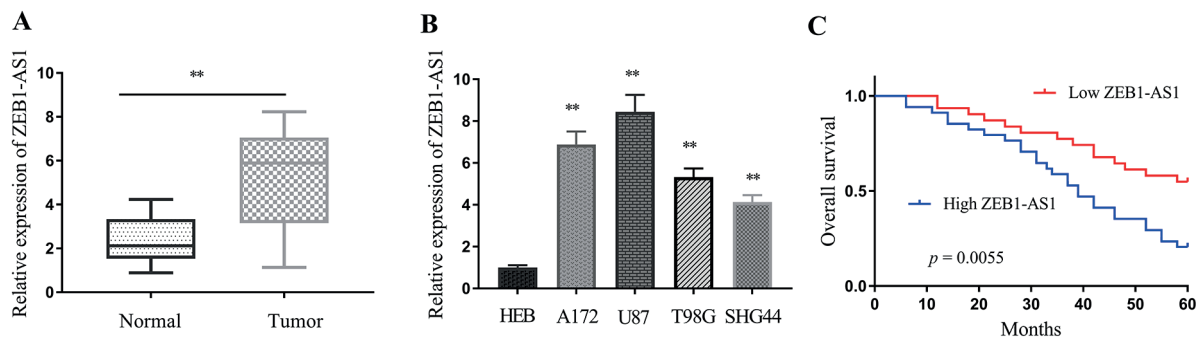 A
Relative expression of ZEB1-AS1
10
8
6
4
2
0
**
Normal
Tumor
B
Relative expression of ZEB1-AS1
10
8
6
4
2
0
**
**
**
**
HEB
A172
U87
T98G
SHG44
C
Overall survival
1.0
0.5
0.0
Low ZEB1-AS1
High ZEB1-AS1
p = 0.0055
0
10
20
30
40
50
60
Months